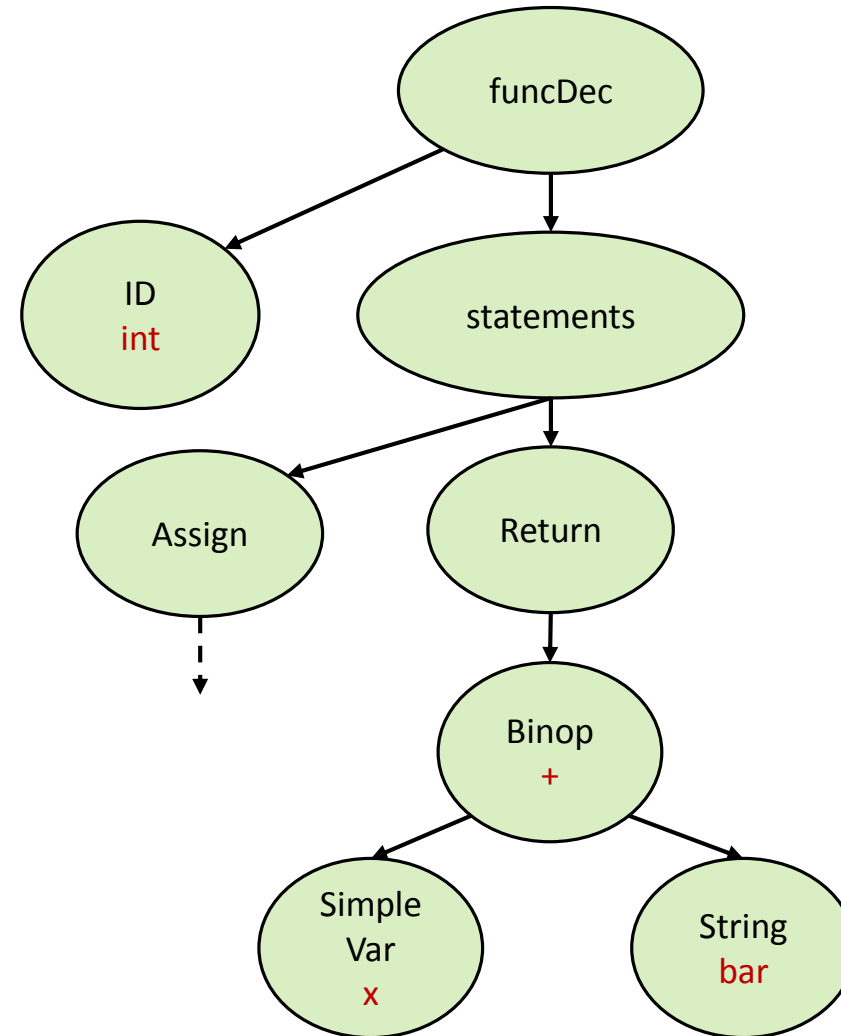 funcDec
ID
int
statements
Assign
Return
Binop
+
Simple
Var
x
String
bar